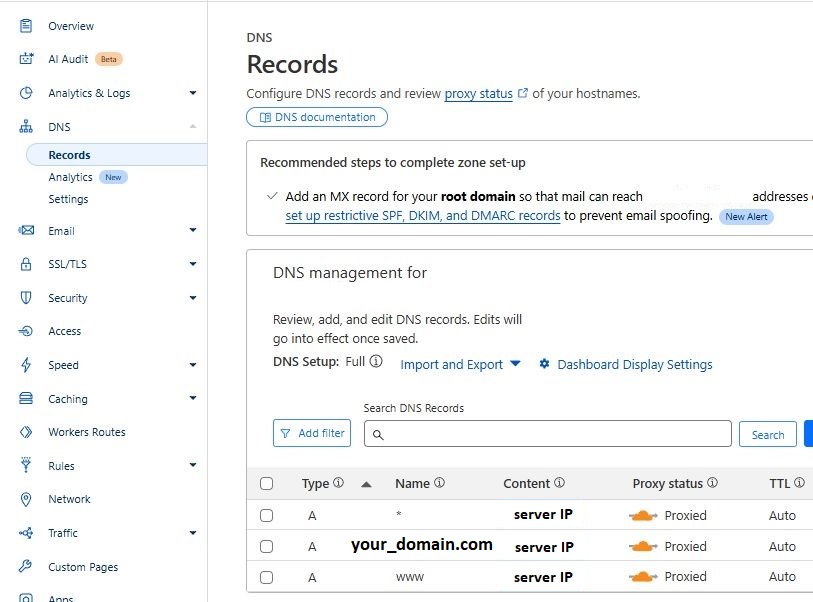 Overview
AI Audit Beta
Analytics & Logs
DNS
Records
Analytics New
Settings
Email
SSL/TLS
Security
Access
Speed
Caching
Workers Routes
Rules
Network
Traffic
Custom Pages
Apps
DNS
Records
Configure DNS records and review proxy status of your hostnames.
DNS documentation
Recommended steps to complete zone set-up
Add an MX record for your root domain so that mail can reach addresses
set up restrictive SPF, DKIM, and DMARC records to prevent email spoofing. New Alert
DNS management for
Review, add, and edit DNS records. Edits will
go into effect once saved.
DNS Setup: Full Import and Export Dashboard Display Settings
Search DNS Records
Add filter Search
Type Name Content Proxy status TTL
A * server IP Proxied Auto
A your_domain.com server IP Proxied Auto
A www server IP Proxied Auto